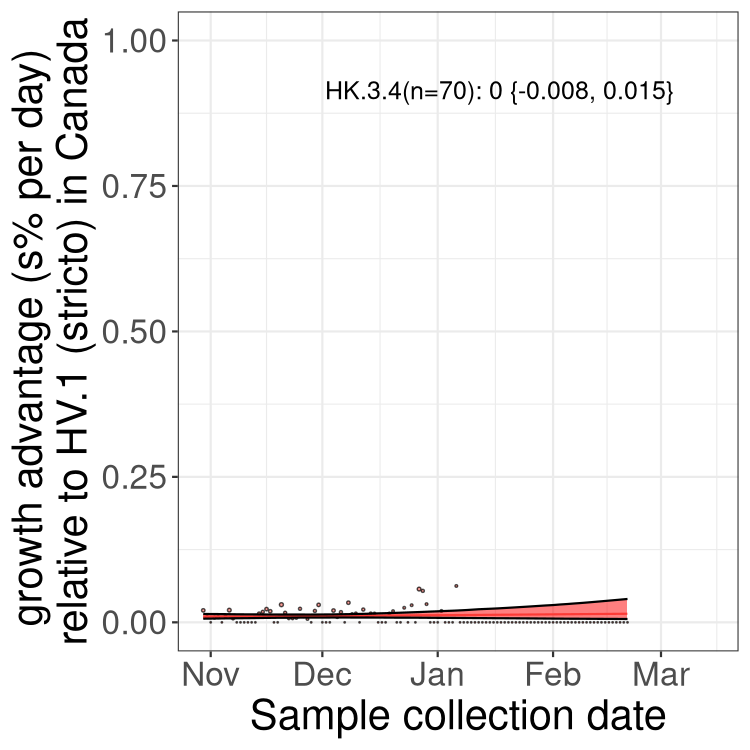 growth advantage (s% per day)
relative to HV.1 (stricto) in Canada
1.00
0.75
0.50
0.25
0.00
HK.3.4(n=70): 0 {-0.008, 0.015}
Nov Dec Jan Feb Mar
Sample collection date